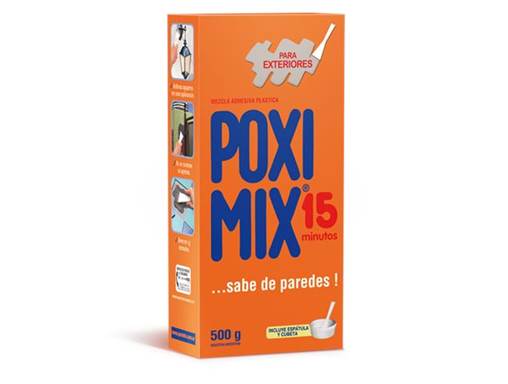 PARA
EXTERIORES
MEZCLA ADHESIVA PLÁSTICA
POXI
MIX® 15
minutos
...sabe de paredes !
500 g
INCLUYE ESPÁTULA
Y CUBETA